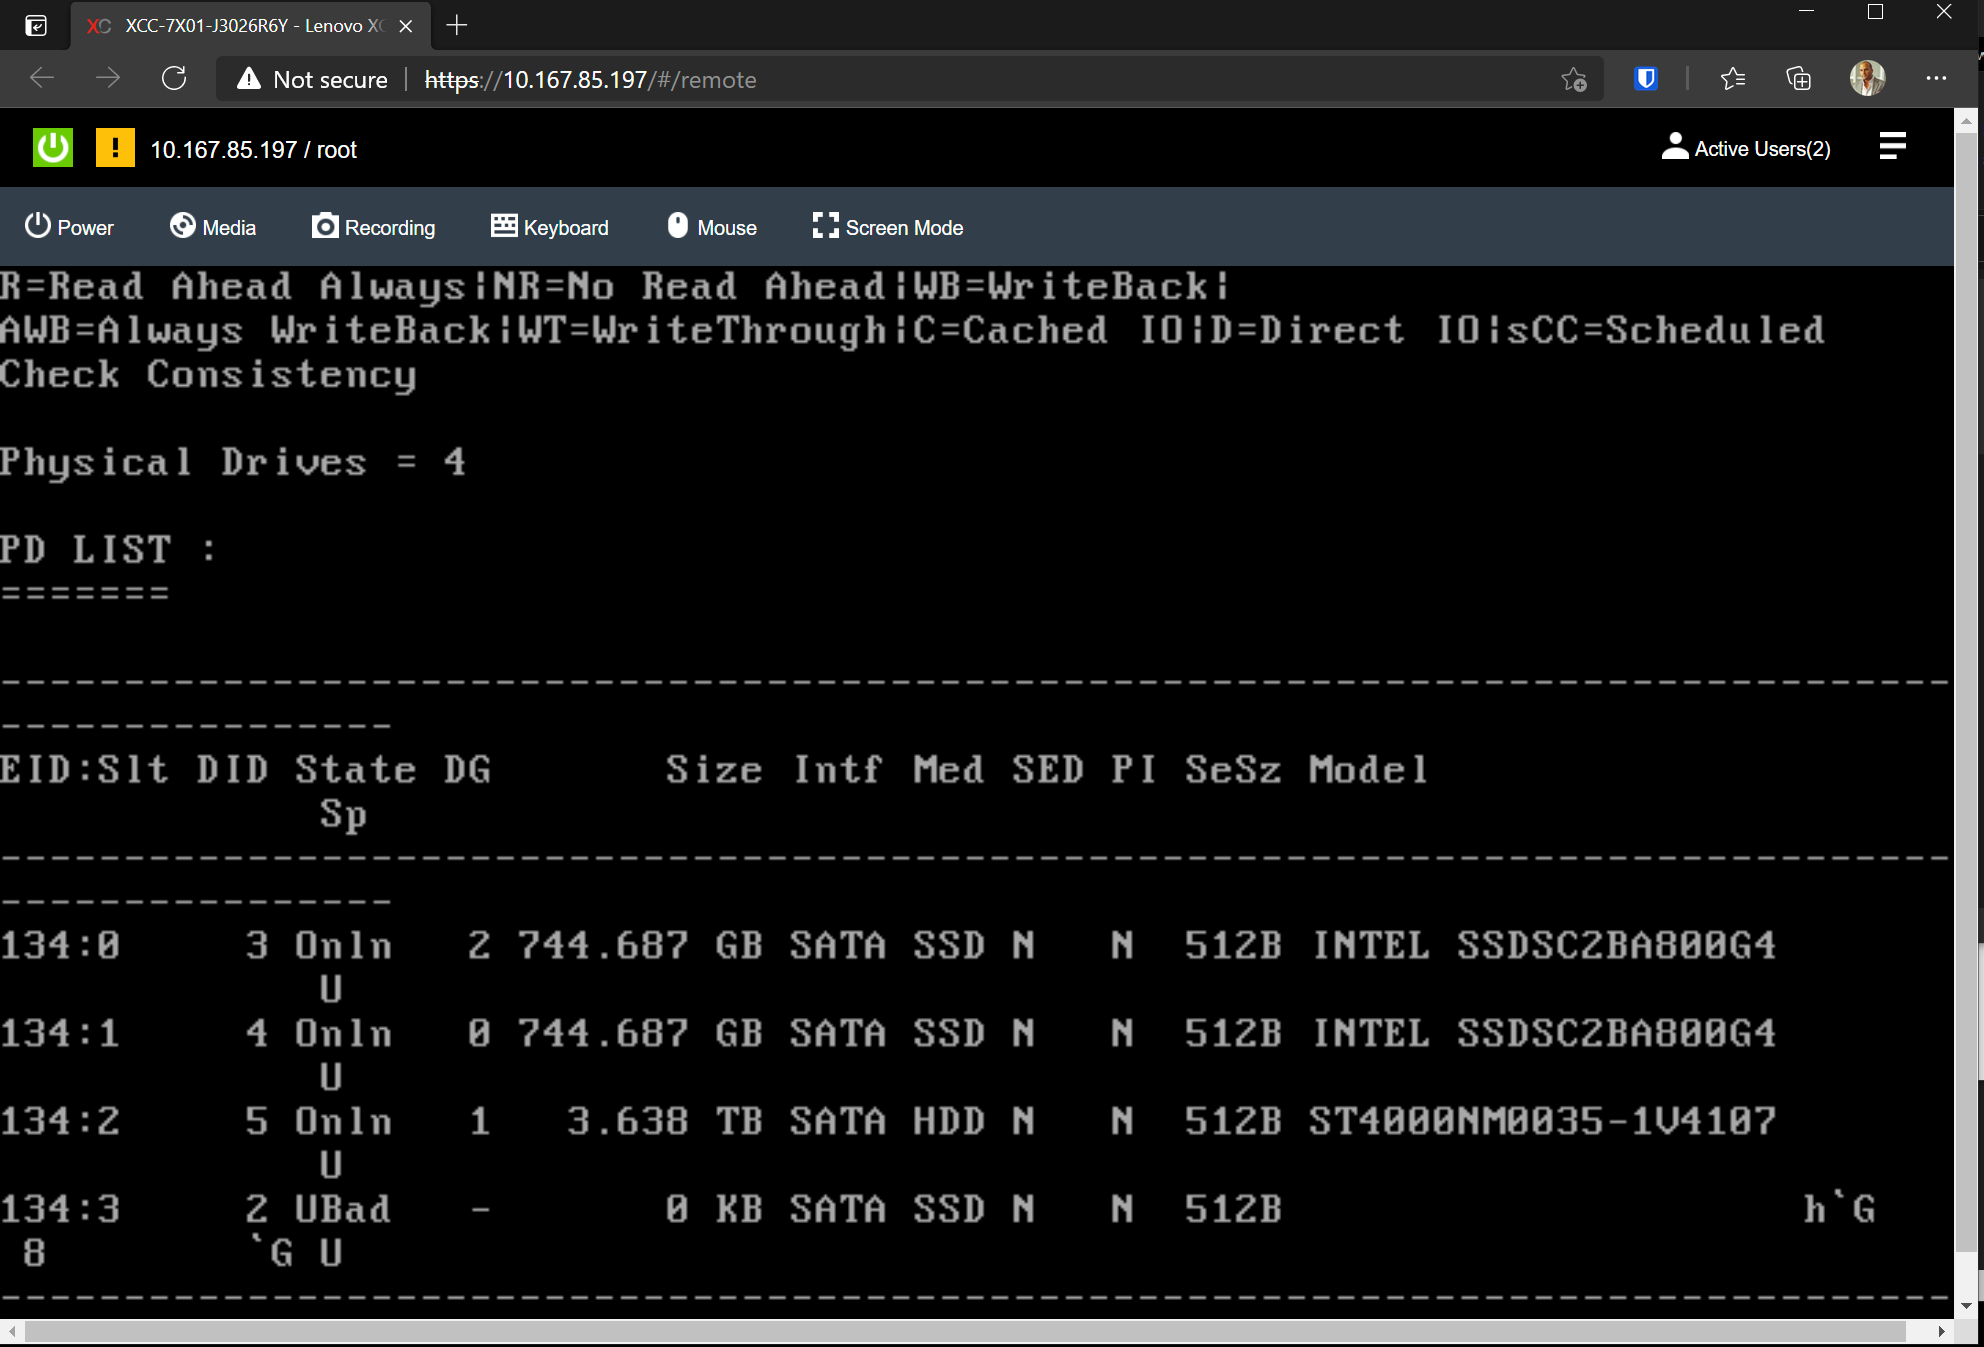 XCC-7X01-J3026R6Y - Lenovo XC
Not secure https://10.167.85.197/#/remote
10.167.85.197 / root Active Users(2)
Power Media Recording Keyboard Mouse Screen Mode
R=Read Ahead Always|NR=No Read Ahead|WB=WriteBack|
AWB=Always WriteBack|WT=WriteThrough|C=Cached IO|D=Direct IO|sCC=Scheduled
Check Consistency
Physical Drives = 4
PD LIST :
=======
--------------------------------------------------------------------------------
----------------
EID:Slt DID State DG       Size Intf Med SED PI SeSz Model
             Sp
--------------------------------------------------------------------------------
----------------
134:0     3 Onln   2 744.687 GB SATA SSD N   N  512B INTEL SSDSC2BA800G4
             U
134:1     4 Onln   0 744.687 GB SATA SSD N   N  512B INTEL SSDSC2BA800G4
             U
134:2     5 Onln   1   3.638 TB SATA HDD N   N  512B ST4000NM0035-1V4107
             U
134:3     2 UBad   -       0 KB SATA SSD N   N  512B                     h`G
 8        `G U
--------------------------------------------------------------------------------